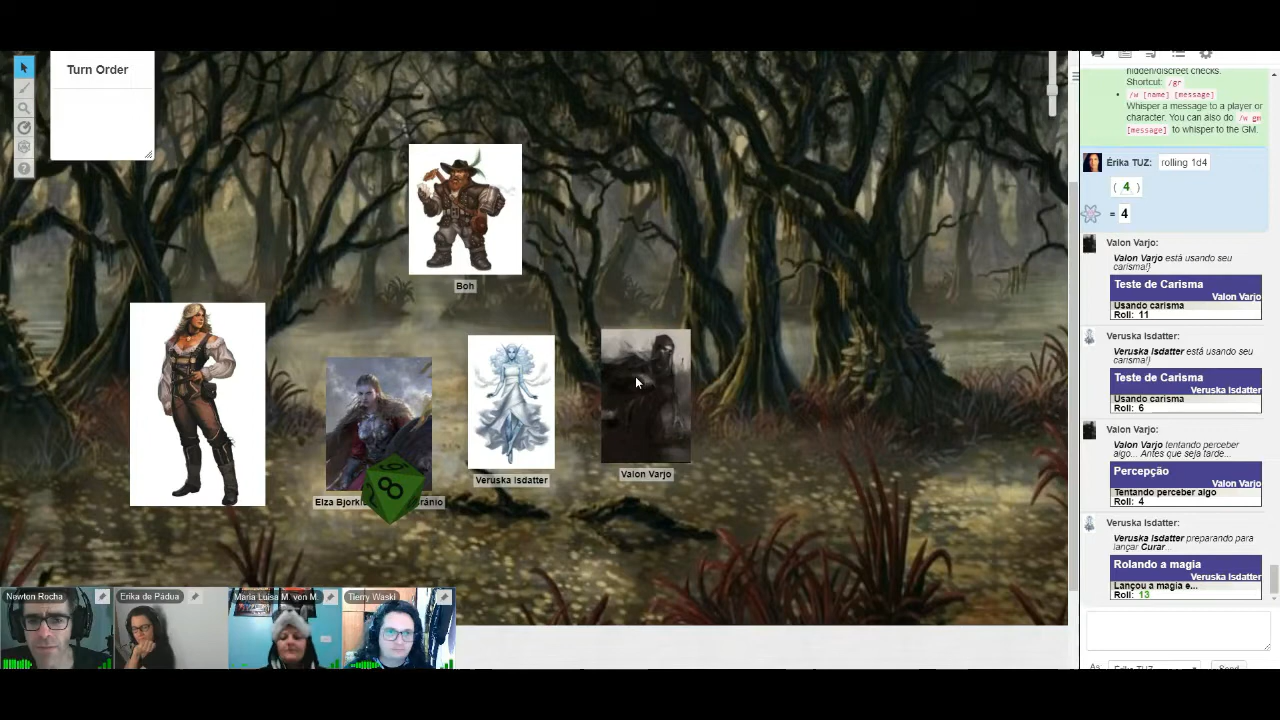 Turn Order
Boh
Elza Bjork
ânio
Veruska Isdatter
Valon Varjo
8
Newton Rocha
Erika de Pádua
Maria Luisa M. von M.
Tierry Waski
hidden/discreet checks.
Shortcut: /gr
/w [name] [message]
Whisper a message to a player or
character. You can also do /w gm
[message] to whisper to the GM.
Érika TUZ: rolling 1d4
( 4 )
= 4
Valon Varjo:
Valon Varjo está usando seu
carisma!}
Teste de Carisma
Valon Varjo
Usando carisma
Roll: 11
Veruska Isdatter:
Veruska Isdatter está usando seu
carisma!}
Teste de Carisma
Veruska Isdatter
Usando carisma
Roll: 6
Valon Varjo:
Valon Varjo tentando perceber
algo... Antes que seja tarde...
Percepção
Valon Varjo
Tentando perceber algo
Roll: 4
Veruska Isdatter:
Veruska Isdatter preparando para
lançar Curar...
Rolando a magia
Veruska Isdatter
Lançou a magia e...
Roll: 13
As
Send